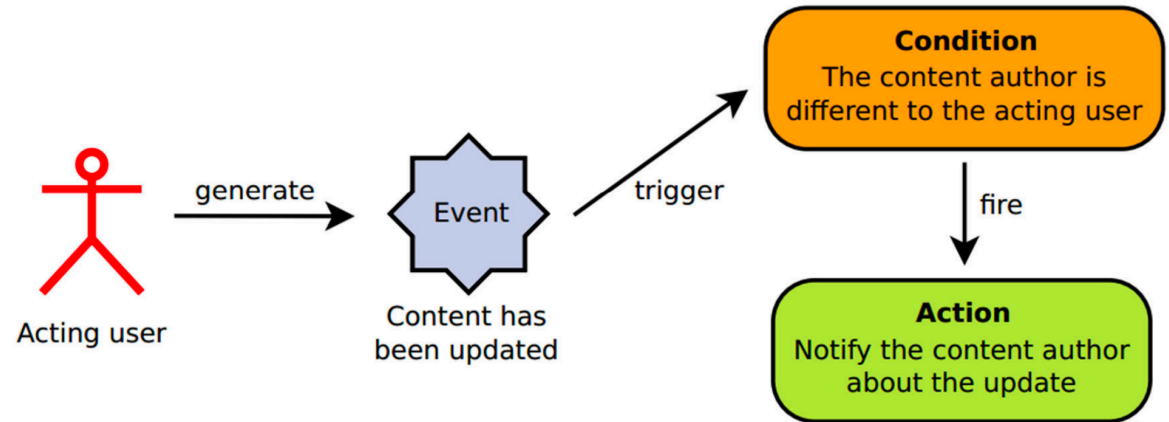 Condition
The content author is
different to the acting user
generate
Event
trigger
fire
Acting user
Content has
been updated
Action
Notify the content author
about the update